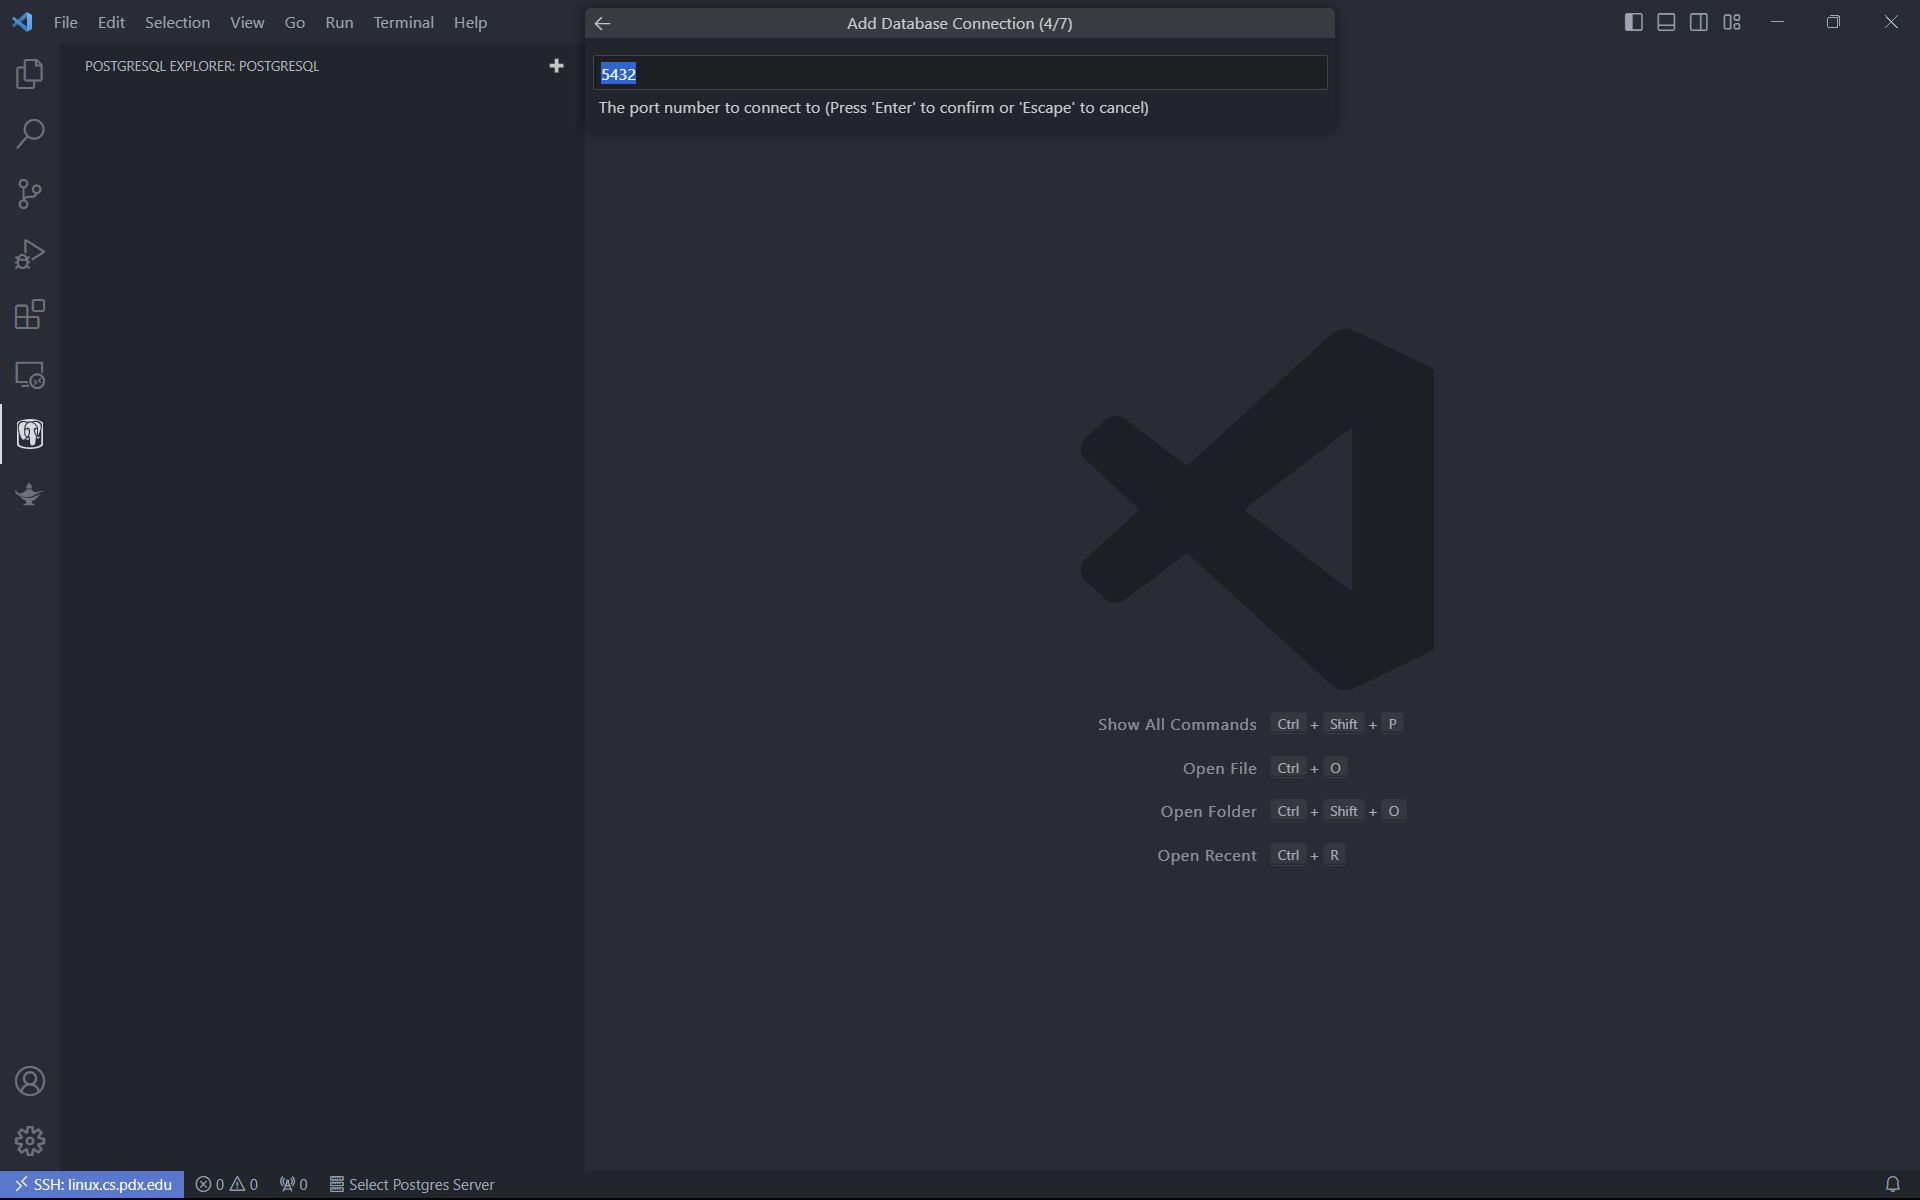 File Edit Selection View Go Run Terminal Help
Add Database Connection (4/7)
POSTGRESQL EXPLORER: POSTGRESQL
5432
The port number to connect to (Press 'Enter' to confirm or 'Escape' to cancel)
Show All Commands Ctrl + Shift + P
Open File Ctrl + O
Open Folder Ctrl + Shift + O
Open Recent Ctrl + R
SSH: linux.cs.pdx.edu 0 0 0 Select Postgres Server